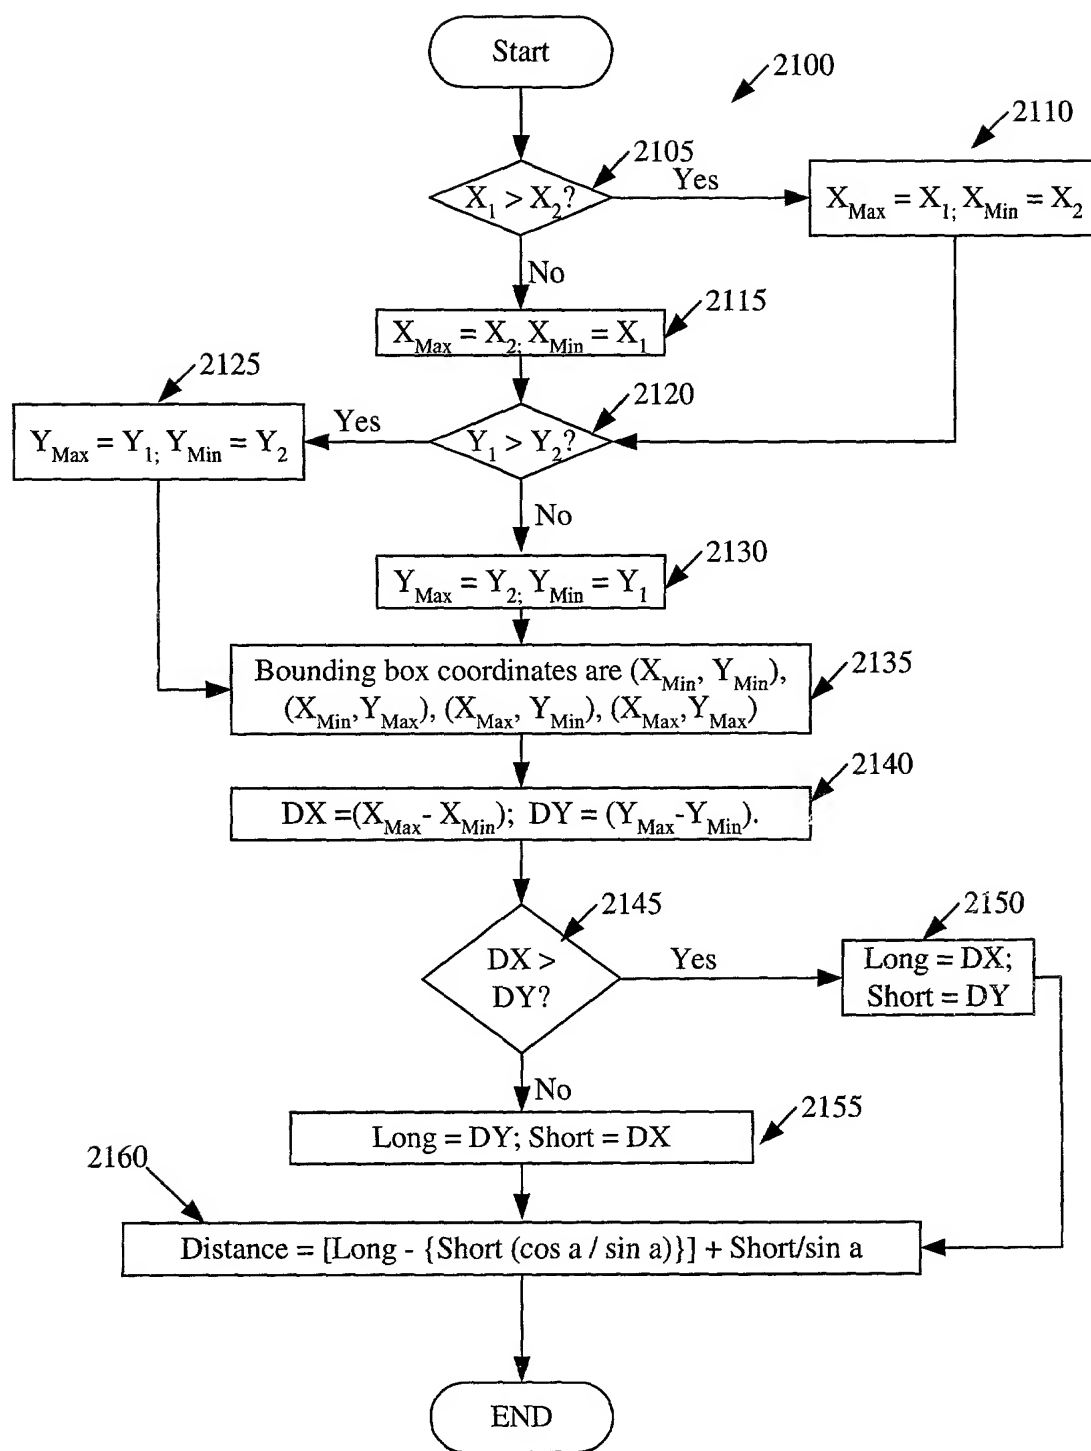 Start
2100
2110
2105
X1 > X2?
Yes
XMax = X1; XMin = X2
No
2115
XMax = X2; XMin = X1
2125
2120
Yes
YMax = Y1; YMin = Y2
Y1 > Y2?
No
2130
YMax = Y2; YMin = Y1
2135
Bounding box coordinates are (XMin, YMin),
(XMin,YMax), (XMax, YMin), (XMax,YMax)
2140
DX =(XMax- XMin); DY = (YMax-YMin).
2145
2150
DX >
DY?
Yes
Long = DX;
Short = DY
No
2155
Long = DY; Short = DX
2160
Distance = [Long - {Short (cos a / sin a)}] + Short/sin a
END